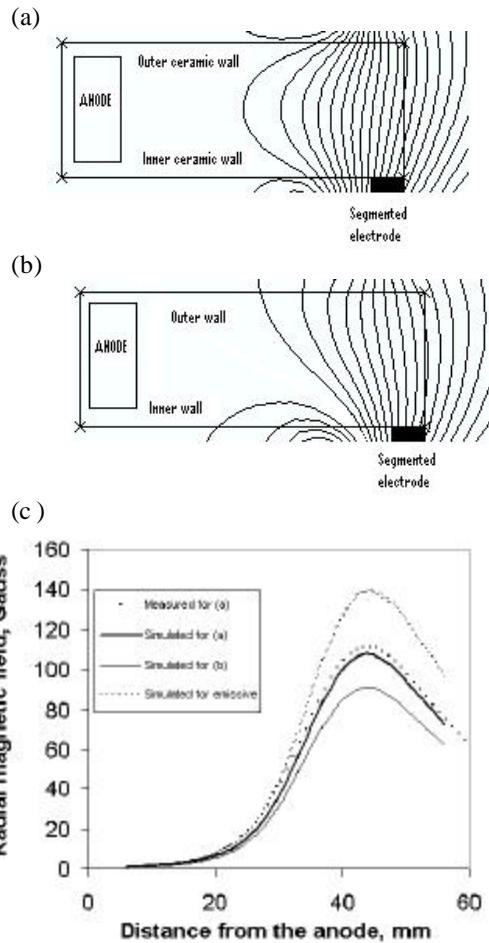 (a)
Outer ceramic wall
ANODE
Inner ceramic wall
Segmented
electrode
(b)
Outer wall
ANODE
Inner wall
Segmented
electrode
(c )
Radial magnetic field, Gauss
160
140
120
100
80
60
40
20
0
Measured for (a)
Simulated for (a)
Simulated for (b)
Simulated for emissive
0 20 40 60
Distance from the anode, mm